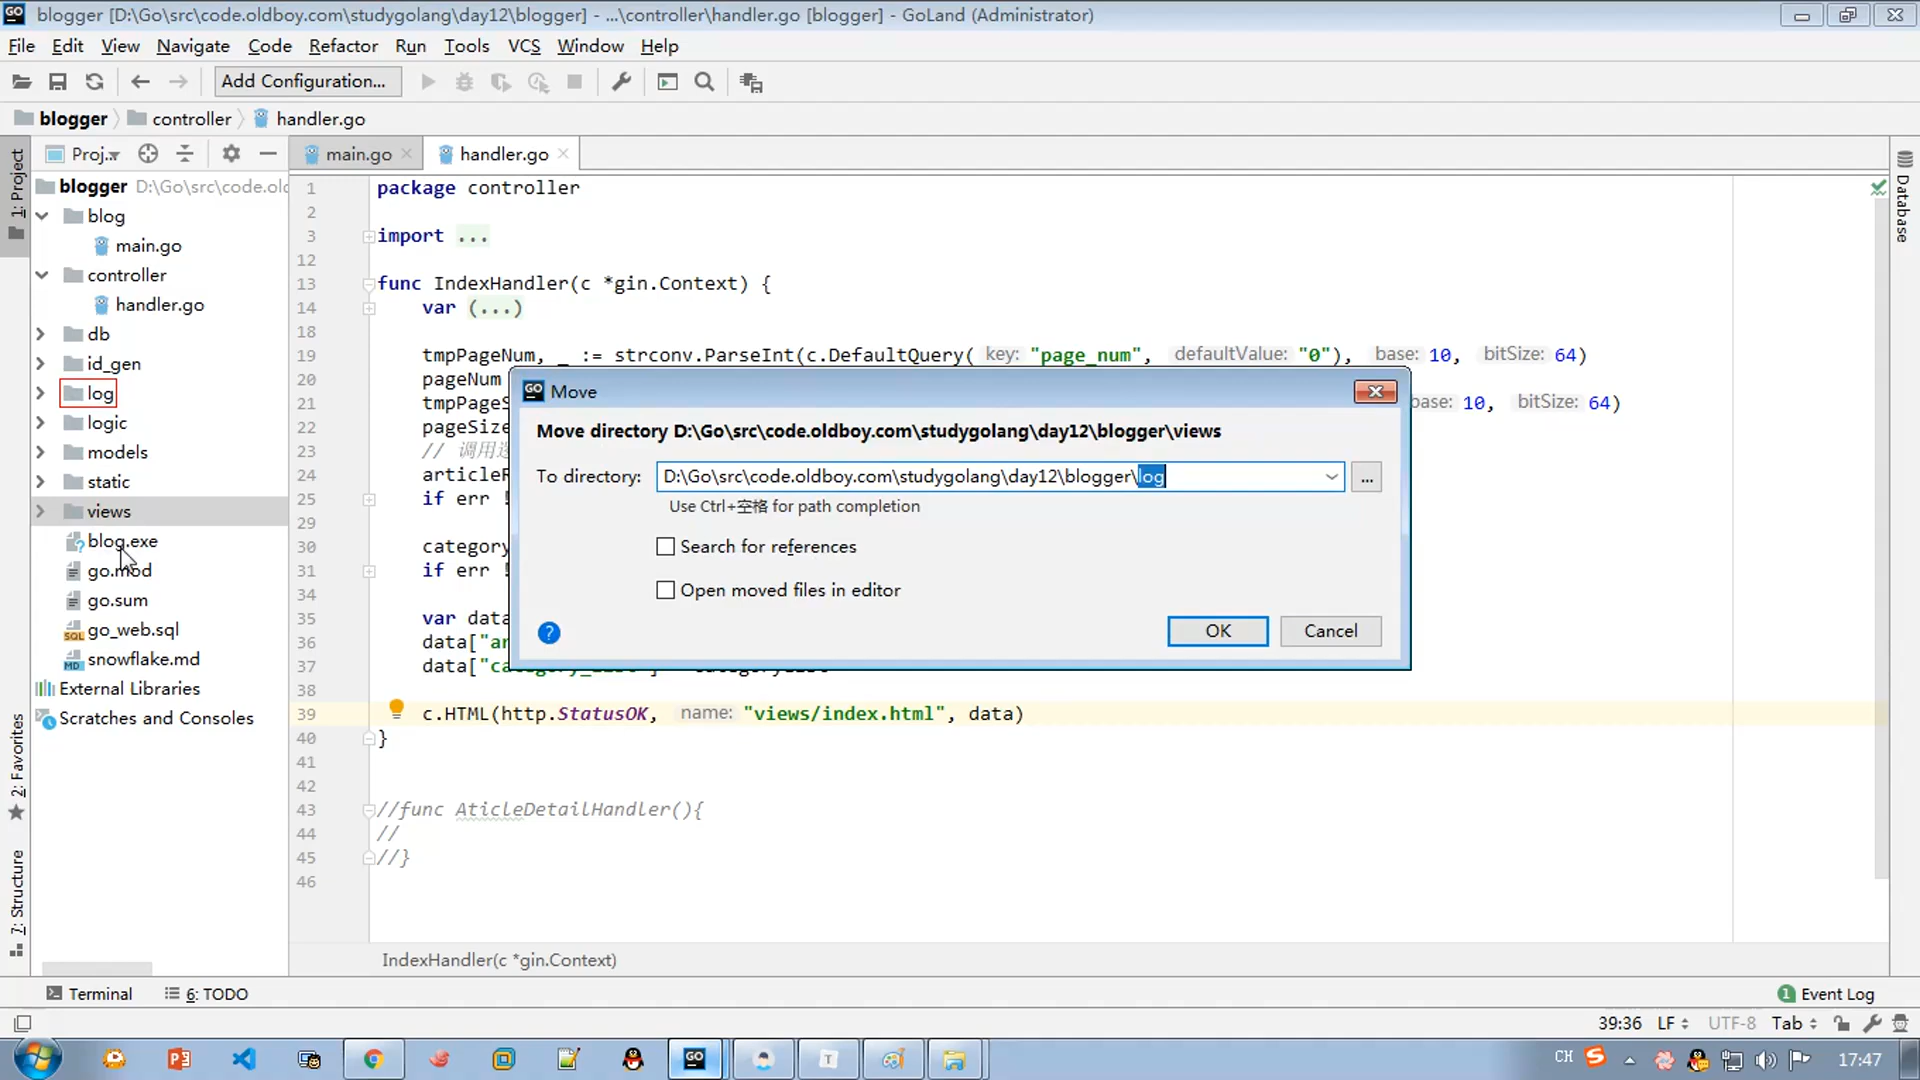 blogger [D:\Go\src\code.oldboy.com\studygolang\day12\blogger] - ...\controller\handler.go [blogger] - GoLand (Administrator)
File Edit View Navigate Code Refactor Run Tools VCS Window Help
Add Configuration...
blogger controller handler.go
Proj...
main.go
handler.go
1: Project
2: Favorites
7: Structure
Database
blogger D:\Go\src\code.olc
blog
main.go
controller
handler.go
db
id_gen
log
logic
models
static
views
blog.exe
go.mod
go.sum
go_web.sql
snowflake.md
External Libraries
Scratches and Consoles
1 package controller
2
3 import ...
12
13 func IndexHandler(c *gin.Context) {
14 var (...)
18
19 tmpPageNum, _ := strconv.ParseInt(c.DefaultQuery( key: "page_num", defaultValue: "0"), base: 10, bitSize: 64)
20 pageNum
21 tmpPageS base: 10, bitSize: 64)
22 pageSize
23 // 调用
24 articleR
25 if err !
29
30 category
31 if err !
34
35 var data
36 data["ar
37 data["category_list"] = categoryList
38
39 c.HTML(http.StatusOK, name: "views/index.html", data)
40 }
41
42
43 //func AticleDetailHandler(){
44 //
45 //}
46
Move
Move directory D:\Go\src\code.oldboy.com\studygolang\day12\blogger\views
To directory: D:\Go\src\code.oldboy.com\studygolang\day12\blogger\log ...
Use Ctrl+空格 for path completion
Search for references
Open moved files in editor
? OK Cancel
IndexHandler(c *gin.Context)
Terminal 6: TODO 1 Event Log
39:36 LF UTF-8 Tab
CH 17:47